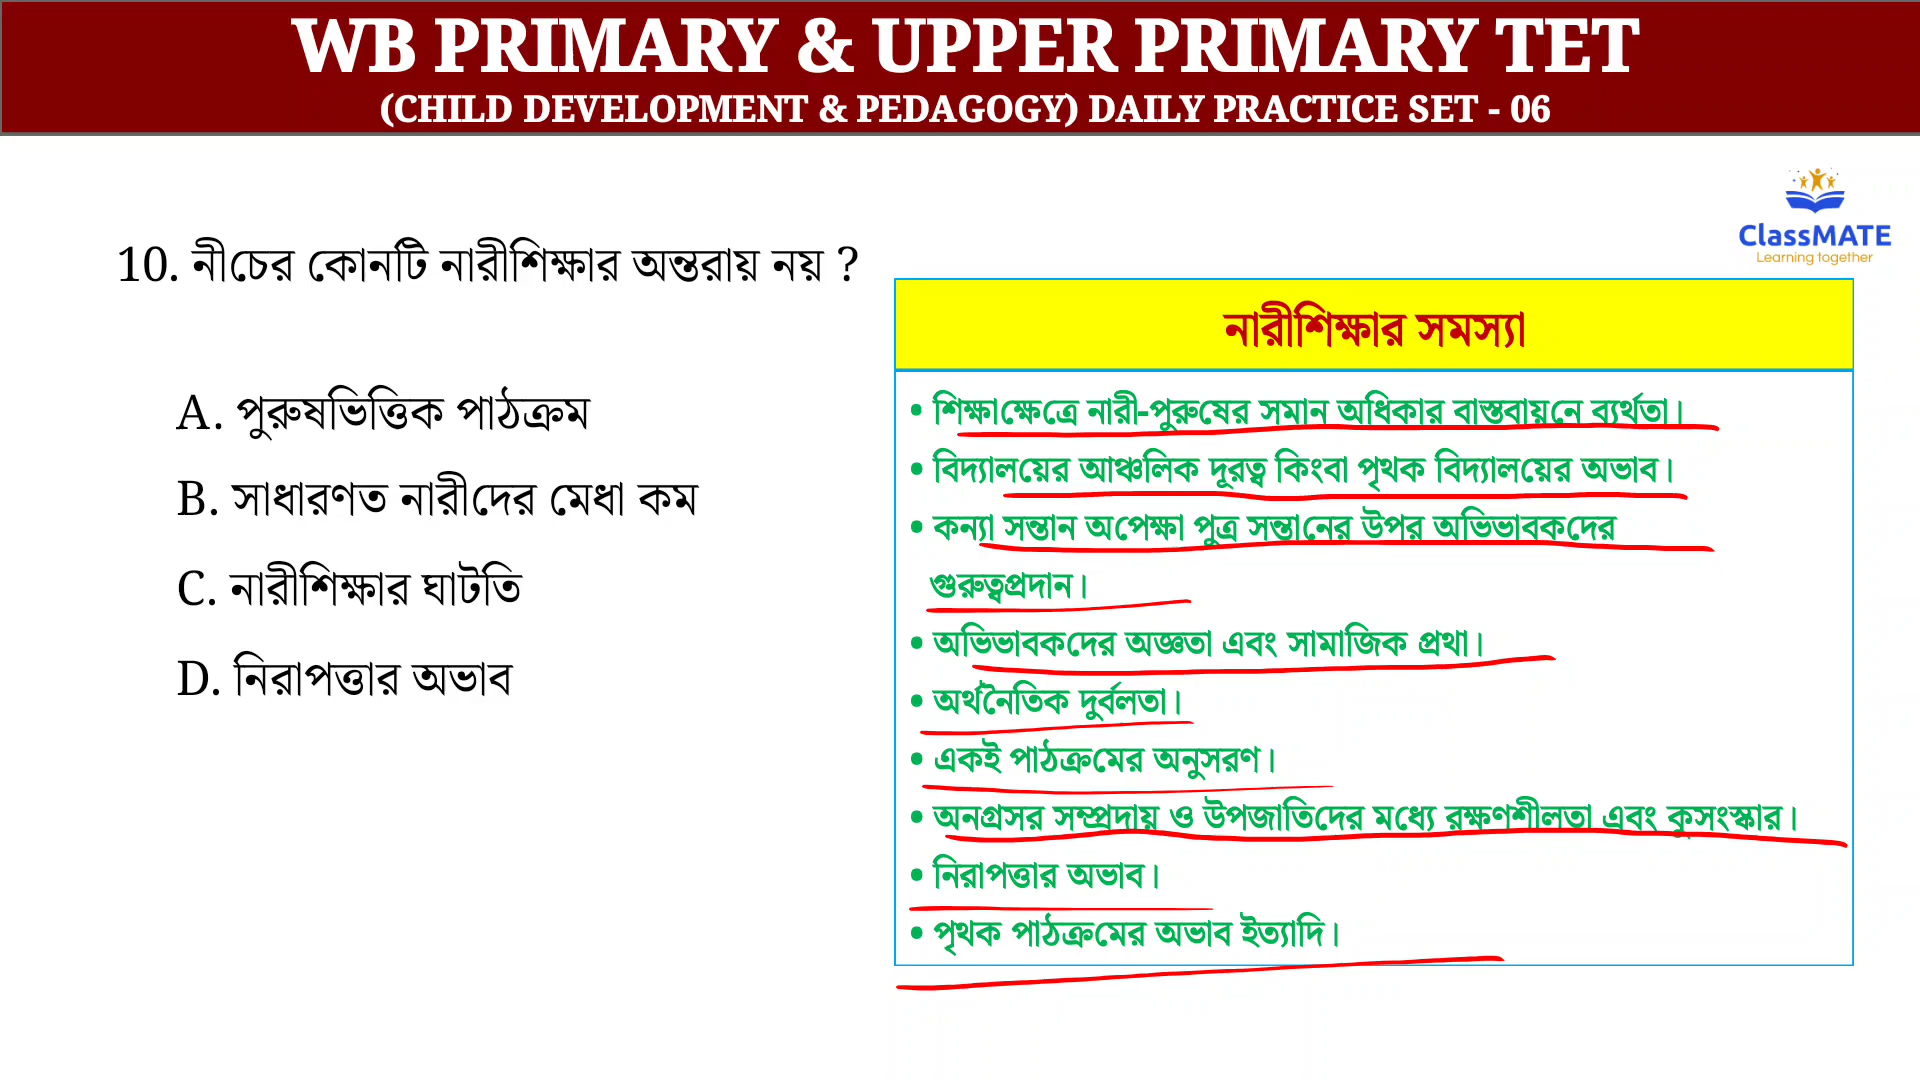 WB PRIMARY & UPPER PRIMARY TET
(CHILD DEVELOPMENT & PEDAGOGY) DAILY PRACTICE SET - 06
ClassMATE
Learning together
10. নীচের কোনটি নারীশিক্ষার অন্তরায় নয় ?
A. পুরুষভিত্তিক পাঠক্রম
B. সাধারণত নারীদের মেধা কম
C. নারীশিক্ষার ঘাটতি
D. নিরাপত্তার অভাব
নারীশিক্ষার সমস্যা
• শিক্ষাক্ষেত্রে নারী-পুরুষের সমান অধিকার বাস্তবায়নে ব্যর্থতা।
• বিদ্যালয়ের আঞ্চলিক দূরত্ব কিংবা পৃথক বিদ্যালয়ের অভাব।
• কন্যা সন্তান অপেক্ষা পুত্র সন্তানের উপর অভিভাবকদের
গুরুত্বপ্রদান।
• অভিভাবকদের অজ্ঞতা এবং সামাজিক প্রথা।
• অর্থনৈতিক দুর্বলতা।
• একই পাঠক্রমের অনুসরণ।
• অনগ্রসর সম্প্রদায় ও উপজাতিদের মধ্যে রক্ষণশীলতা এবং কুসংস্কার।
• নিরাপত্তার অভাব।
• পৃথক পাঠক্রমের অভাব ইত্যাদি।